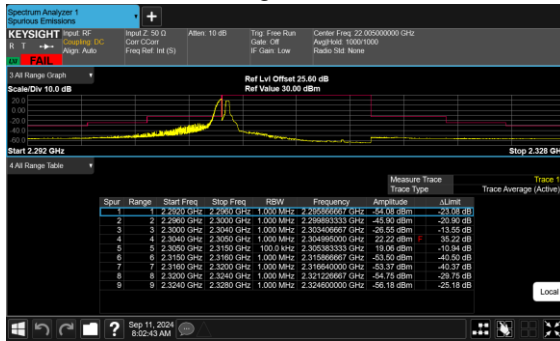 Spectrum Analyzer 1
Spurious Emissions
+
KEYSIGHT Input: RF Input Z: 50 Ω Atten: 10 dB Trig: Free Run Center Freq: 22.005000000 GHz
R T Coupling: DC Corr CCorr Gate: Off Avg|Hold: 1000/1000
Align: Auto Freq Ref: Int (S) IF Gain: Low Radio Std: None
FAIL
3 All Range Graph Ref Lvl Offset 25.60 dB
Scale/Div 10.0 dB Ref Value 30.00 dBm
20.0
0.00
-20.0
-40.0
-60.0
Start 2.292 GHz Stop 2.328 GH
4 All Range Table
Measure Trace Trace 1
Trace Type Trace Average (Active)
Spur Range Start Freq Stop Freq RBW Frequency Amplitude ΔLimit
1 1 2.2920 GHz 2.2960 GHz 1.000 MHz 2.295866667 GHz -54.08 dBm -23.08 dB
2 2 2.2960 GHz 2.3000 GHz 1.000 MHz 2.299893333 GHz -45.90 dBm -20.90 dB
3 3 2.3000 GHz 2.3040 GHz 1.000 MHz 2.303406667 GHz -26.55 dBm -13.55 dB
4 4 2.3040 GHz 2.3050 GHz 1.000 MHz 2.304995000 GHz 22.22 dBm F 35.22 dB
5 5 2.3050 GHz 2.3150 GHz 100.0 kHz 2.305383333 GHz 19.06 dBm -10.94 dB
6 6 2.3150 GHz 2.3160 GHz 1.000 MHz 2.315866667 GHz -53.50 dBm -40.50 dB
7 7 2.3160 GHz 2.3200 GHz 1.000 MHz 2.316640000 GHz -53.37 dBm -40.37 dB
8 8 2.3200 GHz 2.3240 GHz 1.000 MHz 2.321226667 GHz -54.75 dBm -29.75 dB
9 9 2.3240 GHz 2.3280 GHz 1.000 MHz 2.324600000 GHz -56.18 dBm -25.18 dB
Local
? Sep 11, 2024
8:02:43 AM